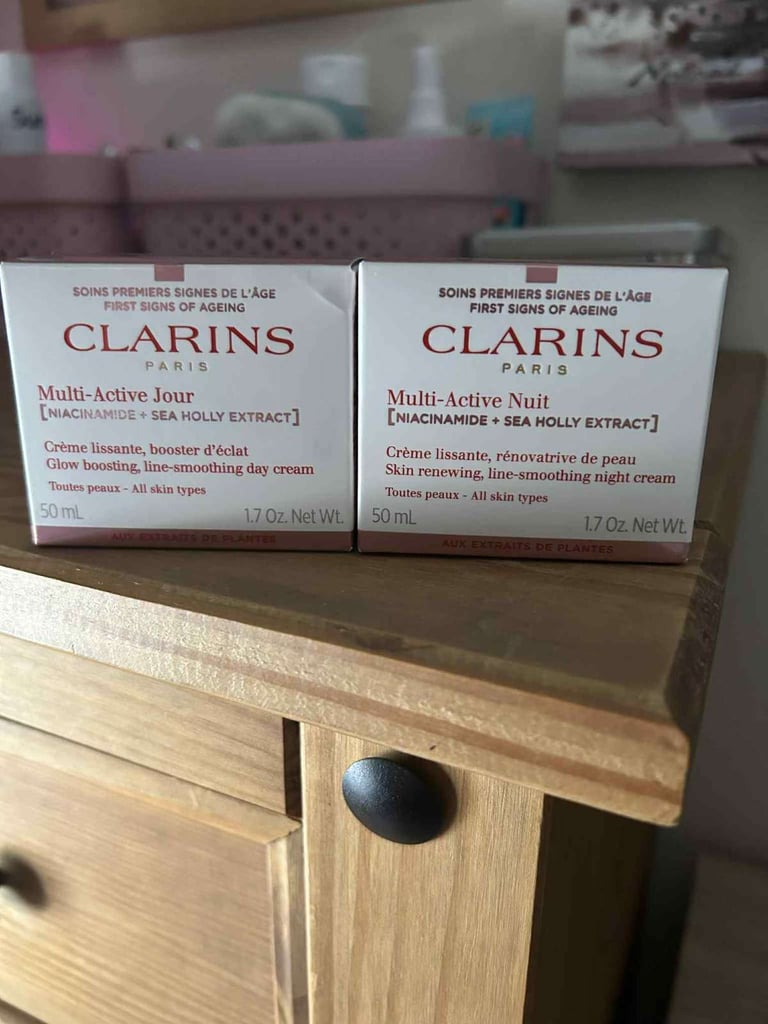 SOINS PREMIERS SIGNES DE L'ÂGE
FIRST SIGNS OF AGEING
CLARINS
PARIS
Multi-Active Jour
[NIACINAMIDE + SEA HOLLY EXTRACT]
Crème lissante, booster d'éclat
Glow boosting, line-smoothing day cream
Toutes peaux - All skin types
50 mL
1.7 Oz. Net Wt.
AUX EXTRAITS DE PLANTES
SOINS PREMIERS SIGNES DE L'ÂGE
FIRST SIGNS OF AGEING
CLARINS
PARIS
Multi-Active Nuit
[NIACINAMIDE + SEA HOLLY EXTRACT]
Crème lissante, rénovatrive de peau
Skin renewing, line-smoothing night cream
Toutes peaux - All skin types
50 mL
1.7 Oz. Net Wt.
AUX EXTRAITS DE PLANTES